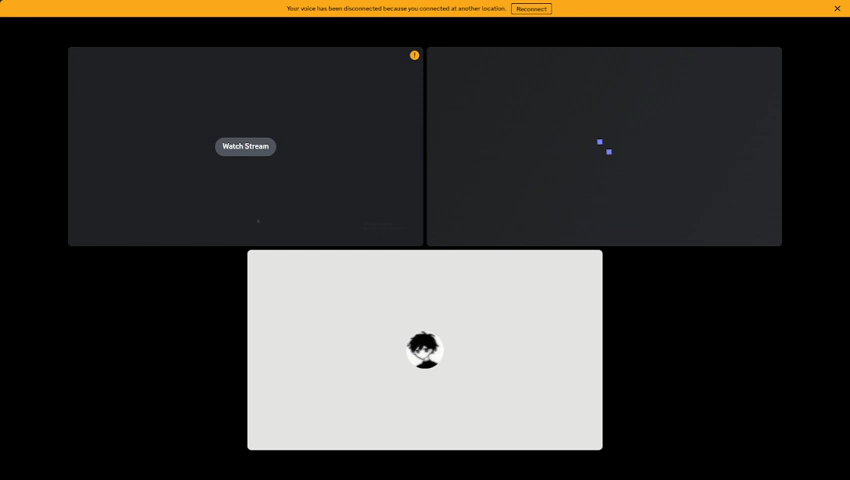 Your voice has been disconnected because you connected at another location. Reconnect
Watch Stream